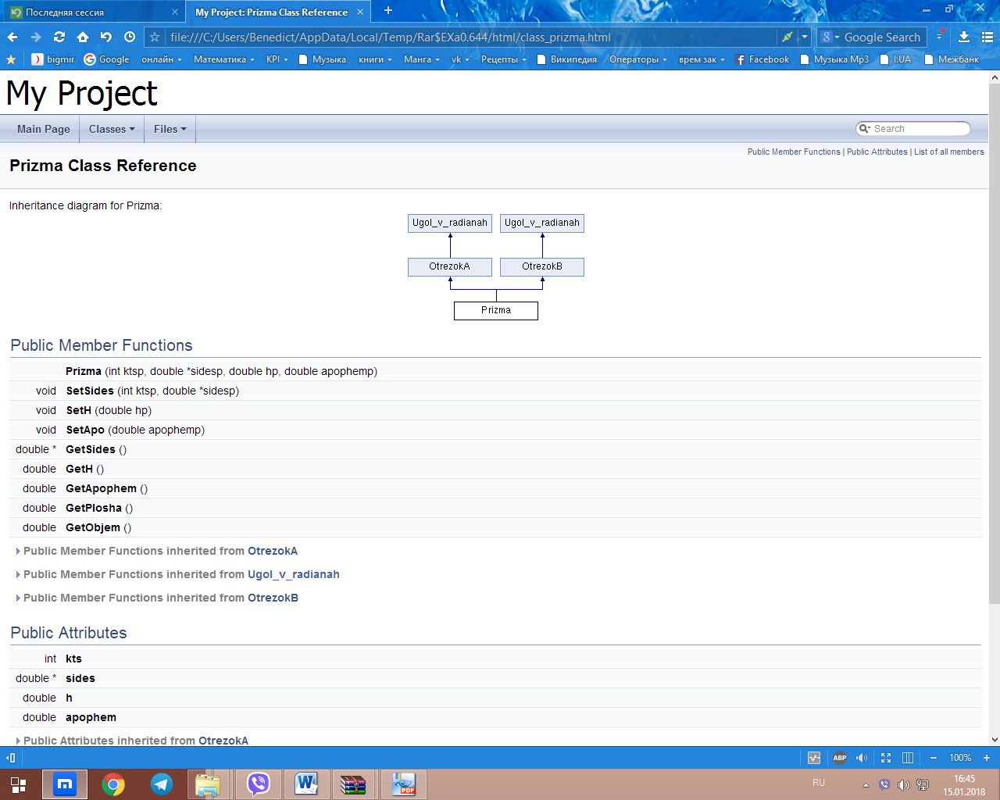 Последняя сессия
My Project: Prizma Class Reference
file:///C:/Users/Benedict/AppData/Local/Temp/Rar$EXa0.644/html/class_prizma.html
Google Search
bigmir Google онлайн Математика KPI Музыка книги Манга vk Рецепты Википедия Операторы врем зак Facebook Музыка Mp3 I.UA Межбанк
My Project
Main Page Classes Files Search
Public Member Functions | Public Attributes | List of all members
Prizma Class Reference
Inheritance diagram for Prizma:
Ugol_v_radianah Ugol_v_radianah
OtrezokA OtrezokB
Prizma
Public Member Functions
Prizma (int ktsp, double *sidesp, double hp, double apophemp)
void SetSides (int ktsp, double *sidesp)
void SetH (double hp)
void SetApo (double apophemp)
double * GetSides ()
double GetH ()
double GetApophem ()
double GetPlosha ()
double GetObjem ()
Public Member Functions inherited from OtrezokA
Public Member Functions inherited from Ugol_v_radianah
Public Member Functions inherited from OtrezokB
Public Attributes
int kts
double * sides
double h
double apophem
Public Attributes inherited from OtrezokA
ABP 100%
RU
16:45
15.01.2018
PDF